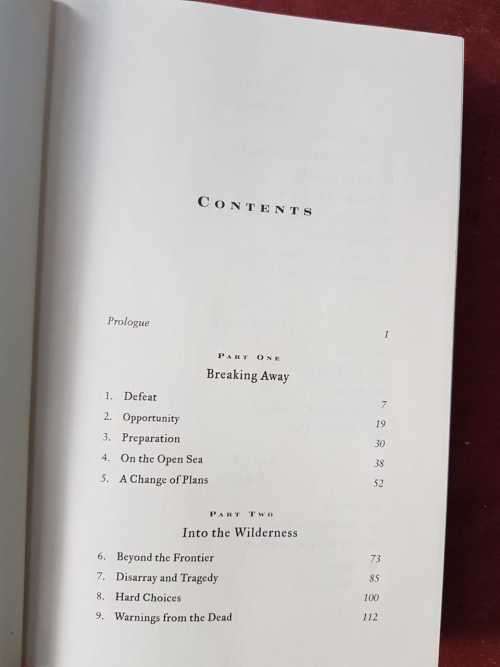 CONTENTS
Prologue 1
PART ONE
Breaking Away
1. Defeat 7
2. Opportunity 19
3. Preparation 30
4. On the Open Sea 38
5. A Change of Plans 52
PART TWO
Into the Wilderness
6. Beyond the Frontier 73
7. Disarray and Tragedy 85
8. Hard Choices 100
9. Warnings from the Dead 112